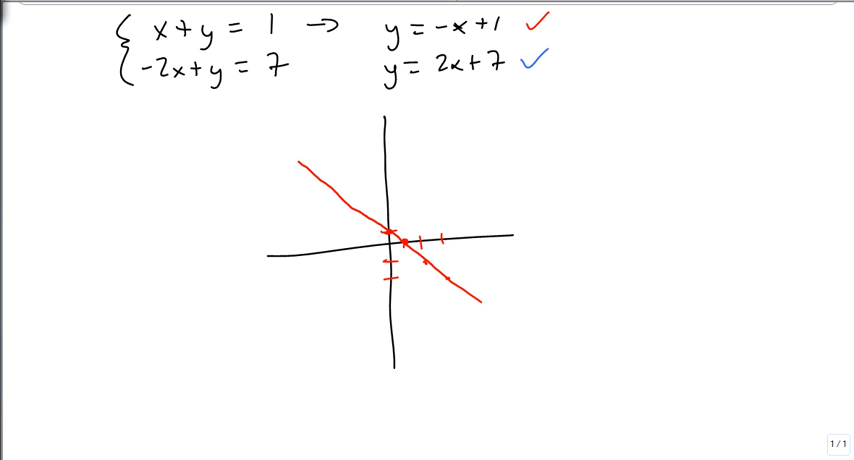 x + y = 1 → y = -x + 1 ✓
-2x + y = 7 y = 2x + 7 ✓
1 / 1